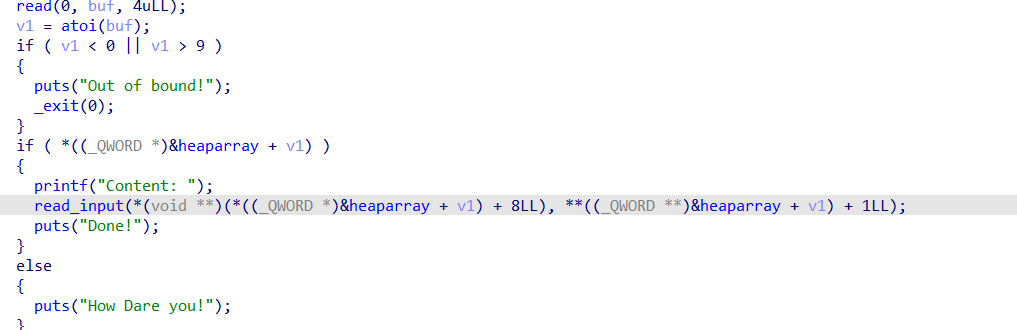 read(0, buf, 4uLL);
v1 = atoi(buf);
if ( v1 < 0 || v1 > 9 )
{
puts("Out of bound!");
_exit(0);
}
if ( *((_QWORD *)&heaparray + v1) )
{
printf("Content: ");
read_input(*(void **)(*((_QWORD *)&heaparray + v1) + 8LL), **((_QWORD **)&heaparray + v1) + 1LL);
puts("Done!");
}
else
{
puts("How Dare you!");
}